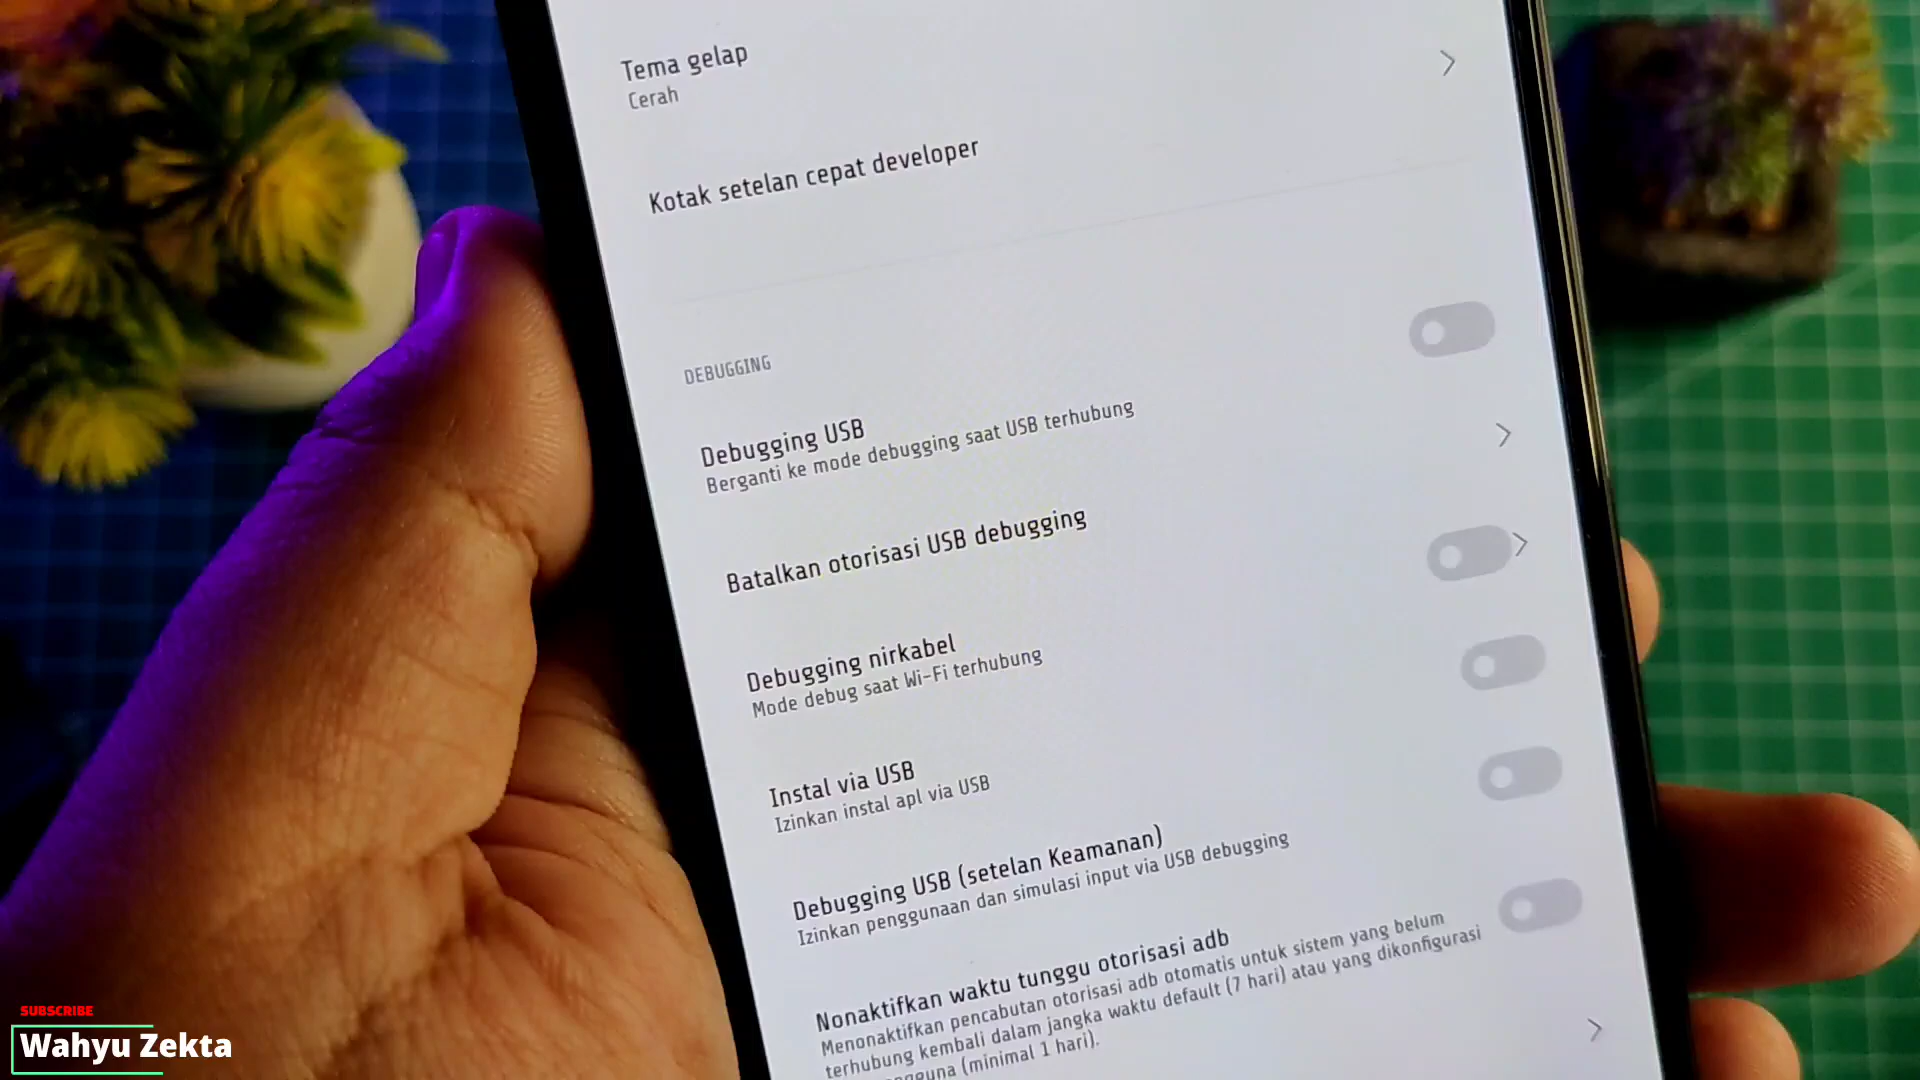 Tema gelap
Cerah
Kotak setelan cepat developer
DEBUGGING
Debugging USB
Berganti ke mode debugging saat USB terhubung
Batalkan otorisasi USB debugging
Debugging nirkabel
Mode debug saat Wi-Fi terhubung
Instal via USB
Izinkan instal apl via USB
Debugging USB (setelan Keamanan)
Izinkan penggunaan dan simulasi input via USB debugging
Nonaktifkan waktu tunggu otorisasi adb
Menonaktifkan pencabutan otorisasi adb otomatis untuk sistem yang belum
terhubung kembali dalam jangka waktu default (7 hari) atau yang dikonfigurasi
(minimal 1 hari).
SUBSCRIBE
Wahyu Zekta